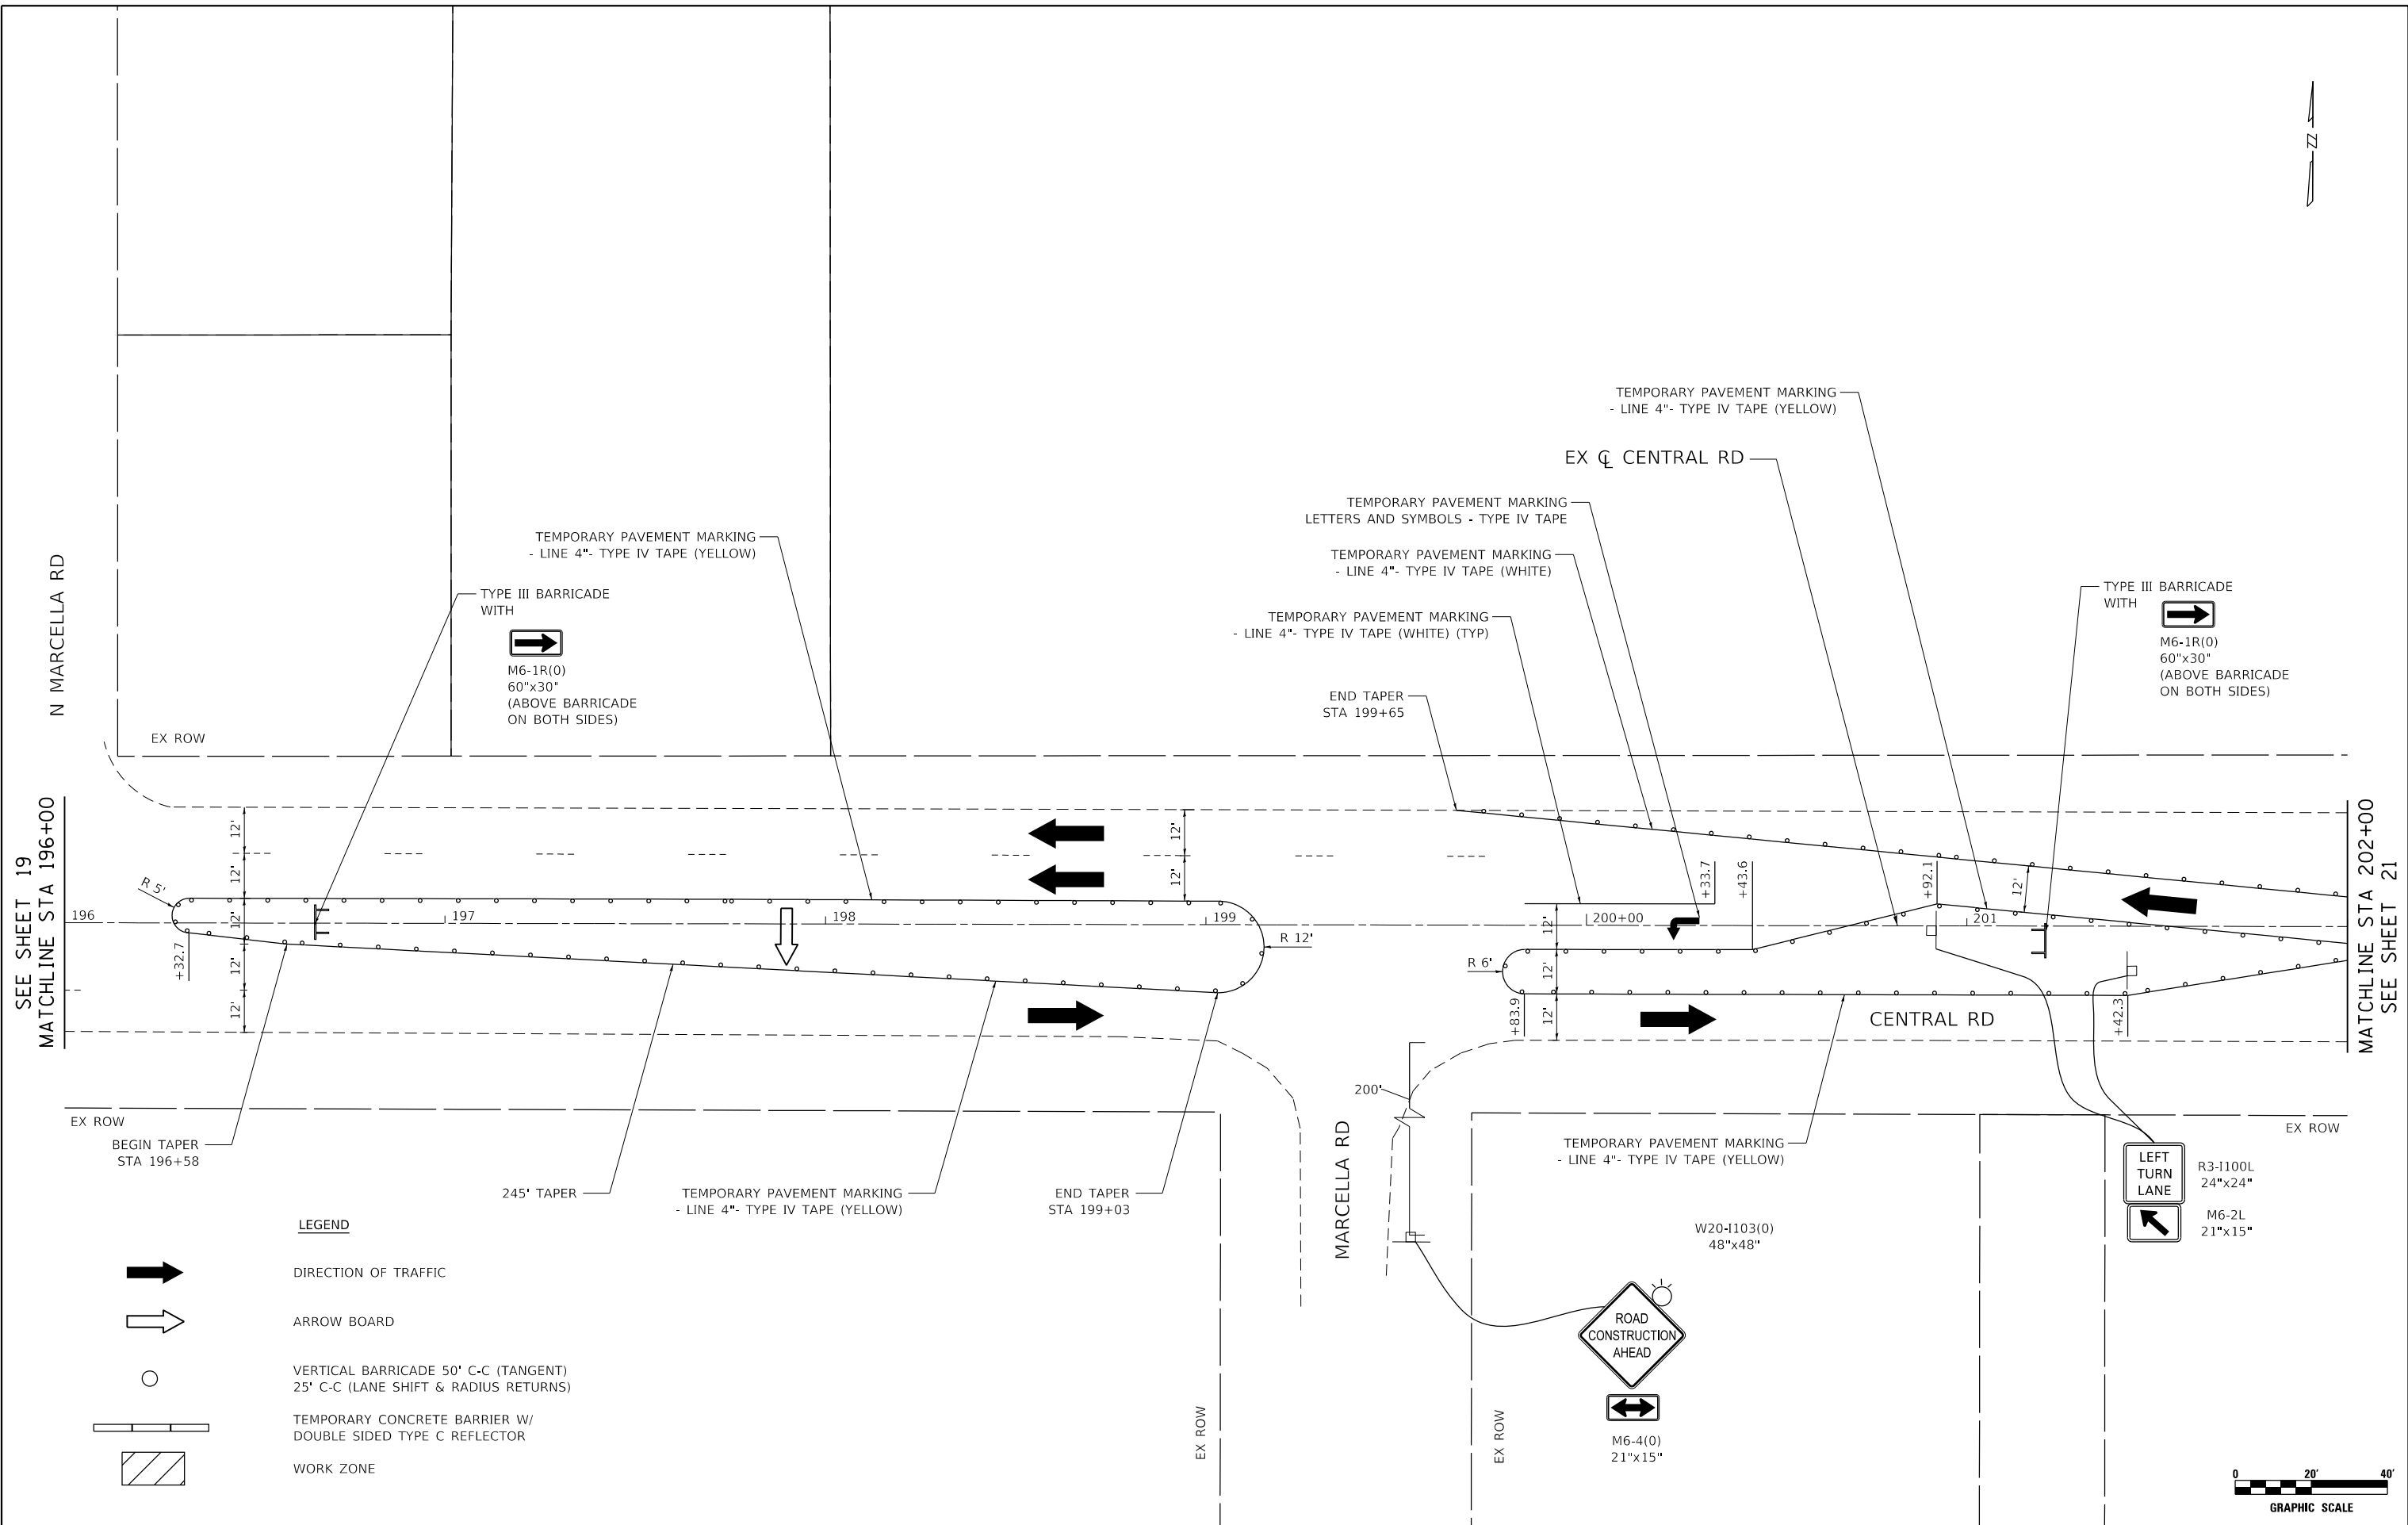 TEMPORARY PAVEMENT MARKING
- LINE 4"- TYPE IV TAPE (YELLOW)
EX ℄ CENTRAL RD
TEMPORARY PAVEMENT MARKING
LETTERS AND SYMBOLS - TYPE IV TAPE
TEMPORARY PAVEMENT MARKING
- LINE 4"- TYPE IV TAPE (WHITE)
TEMPORARY PAVEMENT MARKING
- LINE 4"- TYPE IV TAPE (WHITE) (TYP)
END TAPER
STA 199+65
TEMPORARY PAVEMENT MARKING
- LINE 4"- TYPE IV TAPE (YELLOW)
TYPE III BARRICADE
WITH
M6-1R(0)
60"x30"
(ABOVE BARRICADE
ON BOTH SIDES)
TYPE III BARRICADE
WITH
M6-1R(0)
60"x30"
(ABOVE BARRICADE
ON BOTH SIDES)
N MARCELLA RD
EX ROW
SEE SHEET 19
MATCHLINE STA 196+00
12'
12'
12'
12'
12'
R 5'
196
197
198
199
200+00
201
+32.7
12'
12'
R 12'
R 6'
12'
12'
12'
+83.9
+33.7
+43.6
+92.1
12'
+42.3
CENTRAL RD
MATCHLINE STA 202+00
SEE SHEET 21
EX ROW
BEGIN TAPER
STA 196+58
245' TAPER
TEMPORARY PAVEMENT MARKING
- LINE 4"- TYPE IV TAPE (YELLOW)
END TAPER
STA 199+03
200'
MARCELLA RD
TEMPORARY PAVEMENT MARKING
- LINE 4"- TYPE IV TAPE (YELLOW)
EX ROW
LEFT
TURN
LANE
R3-I100L
24"x24"
M6-2L
21"x15"
W20-I103(0)
48"x48"
ROAD
CONSTRUCTION
AHEAD
M6-4(0)
21"x15"
EX ROW
EX ROW
LEGEND
DIRECTION OF TRAFFIC
ARROW BOARD
VERTICAL BARRICADE 50' C-C (TANGENT)
25' C-C (LANE SHIFT & RADIUS RETURNS)
TEMPORARY CONCRETE BARRIER W/
DOUBLE SIDED TYPE C REFLECTOR
WORK ZONE
0 20' 40'
GRAPHIC SCALE